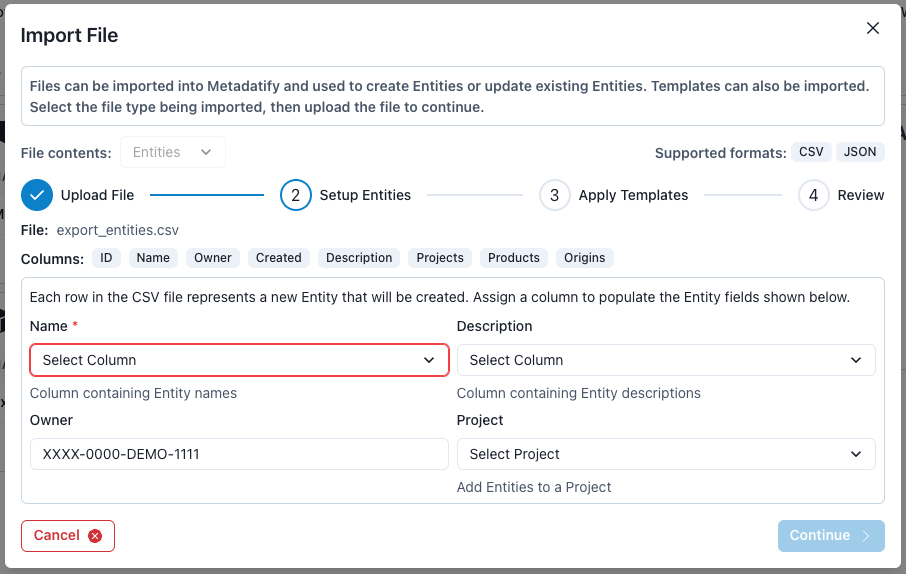 Import File
Files can be imported into Metadatify and used to create Entities or update existing Entities. Templates can also be imported.
Select the file type being imported, then upload the file to continue.
File contents: Entities Supported formats: CSV JSON
Upload File 2 Setup Entities 3 Apply Templates 4 Review
File: export_entities.csv
Columns: ID Name Owner Created Description Projects Products Origins
Each row in the CSV file represents a new Entity that will be created. Assign a column to populate the Entity fields shown below.
Name * Description
Select Column Select Column
Column containing Entity names Column containing Entity descriptions
Owner Project
XXXX-0000-DEMO-1111 Select Project
Add Entities to a Project
Cancel Continue